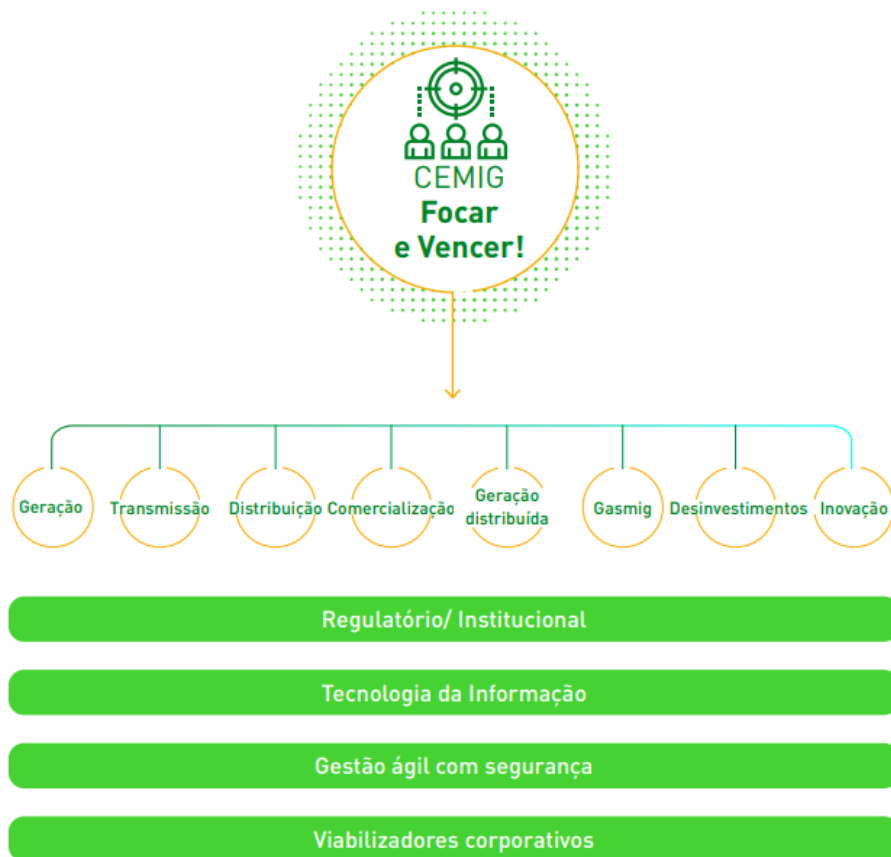 CEMIG
Focar
e Vencer!
Geração
Transmissão
Distribuição
Comercialização
Geração
distribuída
Gasmig
Desinvestimentos
Inovação
Regulatório/ Institucional
Tecnologia da Informação
Gestão ágil com segurança
Viabilizadores corporativos